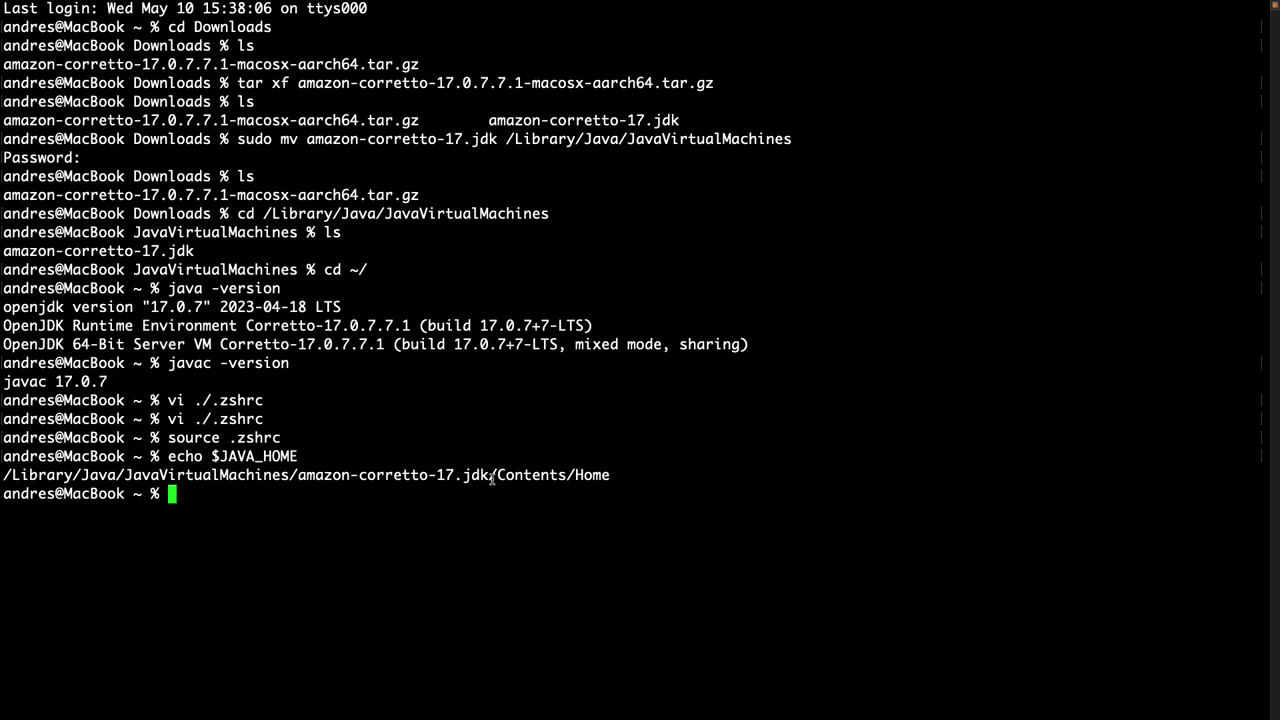 Last login: Wed May 10 15:38:06 on ttys000
andres@MacBook ~ % cd Downloads
andres@MacBook Downloads % ls
amazon-corretto-17.0.7.7.1-macosx-aarch64.tar.gz
andres@MacBook Downloads % tar xf amazon-corretto-17.0.7.7.1-macosx-aarch64.tar.gz
andres@MacBook Downloads % ls
amazon-corretto-17.0.7.7.1-macosx-aarch64.tar.gz        amazon-corretto-17.jdk
andres@MacBook Downloads % sudo mv amazon-corretto-17.jdk /Library/Java/JavaVirtualMachines
Password:
andres@MacBook Downloads % ls
amazon-corretto-17.0.7.7.1-macosx-aarch64.tar.gz
andres@MacBook Downloads % cd /Library/Java/JavaVirtualMachines
andres@MacBook JavaVirtualMachines % ls
amazon-corretto-17.jdk
andres@MacBook JavaVirtualMachines % cd ~/
andres@MacBook ~ % java -version
openjdk version "17.0.7" 2023-04-18 LTS
OpenJDK Runtime Environment Corretto-17.0.7.7.1 (build 17.0.7+7-LTS)
OpenJDK 64-Bit Server VM Corretto-17.0.7.7.1 (build 17.0.7+7-LTS, mixed mode, sharing)
andres@MacBook ~ % javac -version
javac 17.0.7
andres@MacBook ~ % vi ./.zshrc
andres@MacBook ~ % vi ./.zshrc
andres@MacBook ~ % source .zshrc
andres@MacBook ~ % echo $JAVA_HOME
/Library/Java/JavaVirtualMachines/amazon-corretto-17.jdk/Contents/Home
andres@MacBook ~ %